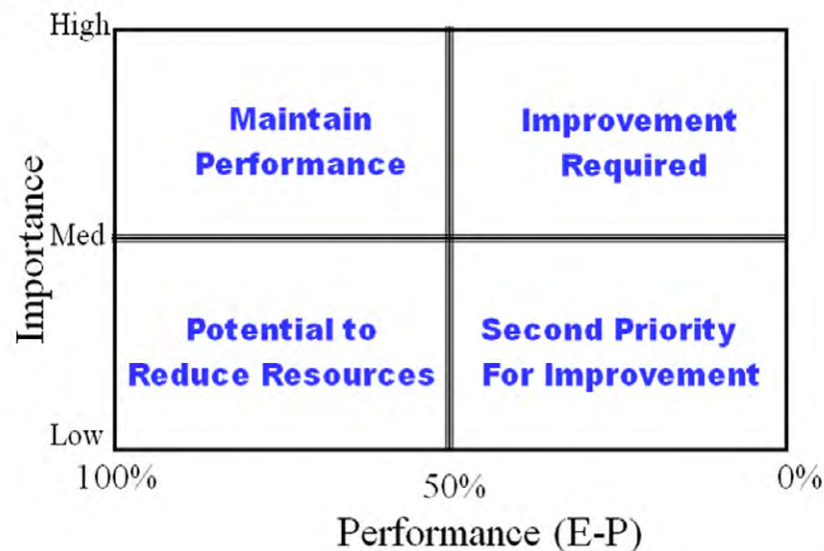 High
Maintain
Performance
Improvement
Required
Importance
Med
Potential to
Reduce Resources
Second Priority
For Improvement
Low
100%
50%
0%
Performance (E-P)